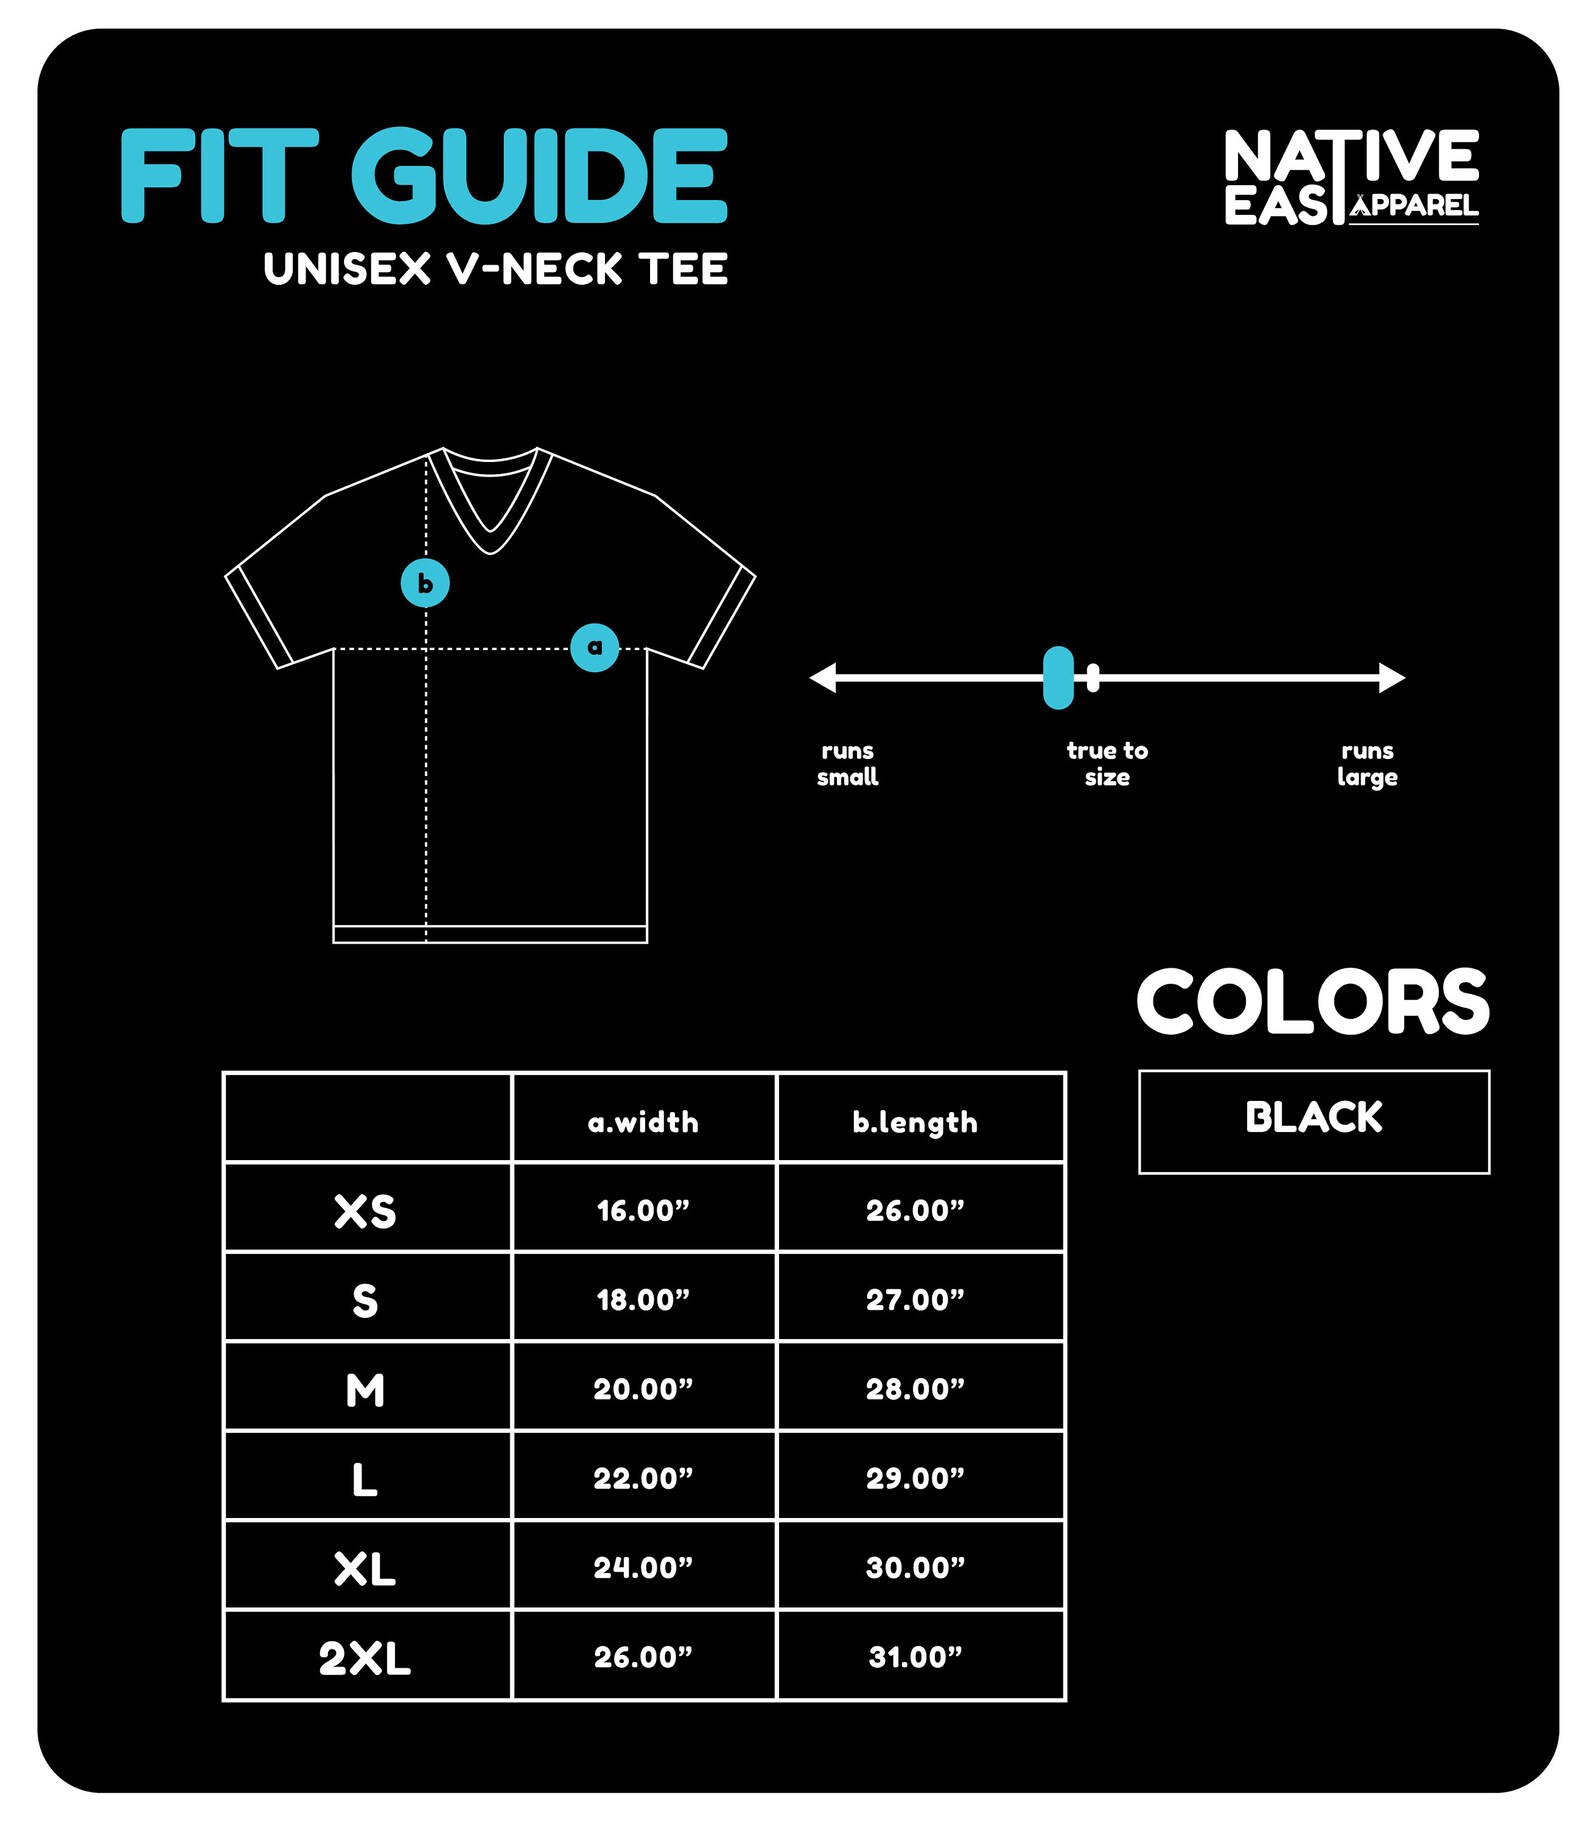 FIT GUIDE
UNISEX V-NECK TEE
NATIVE
EAST APPAREL
b
a
runs
small
true to
size
runs
large
COLORS
BLACK
a.width b.length
XS 16.00” 26.00”
S 18.00” 27.00”
M 20.00” 28.00”
L 22.00” 29.00”
XL 24.00” 30.00”
2XL 26.00” 31.00”